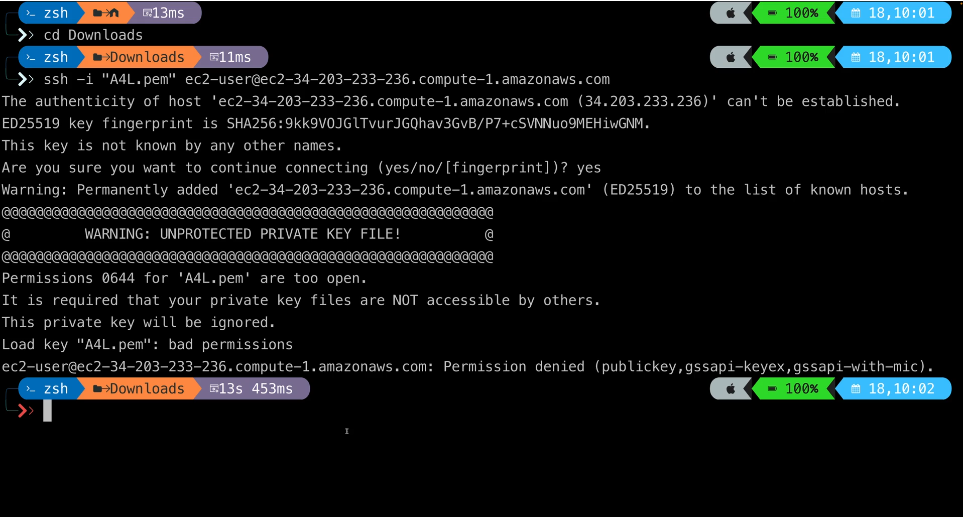 zsh 13ms 100% 18,10:01
cd Downloads
zsh Downloads 11ms 100% 18,10:01
ssh -i "A4L.pem" ec2-user@ec2-34-203-233-236.compute-1.amazonaws.com
The authenticity of host 'ec2-34-203-233-236.compute-1.amazonaws.com (34.203.233.236)' can't be established.
ED25519 key fingerprint is SHA256:9kk9VOJGlTvurJGQhav3GvB/P7+cSVNNuo9MEHiwGNM.
This key is not known by any other names.
Are you sure you want to continue connecting (yes/no/[fingerprint])? yes
Warning: Permanently added 'ec2-34-203-233-236.compute-1.amazonaws.com' (ED25519) to the list of known hosts.
@@@@@@@@@@@@@@@@@@@@@@@@@@@@@@@@@@@@@@@@@@@@@@@@@@@@@@@@@@@
@         WARNING: UNPROTECTED PRIVATE KEY FILE!          @
@@@@@@@@@@@@@@@@@@@@@@@@@@@@@@@@@@@@@@@@@@@@@@@@@@@@@@@@@@@
Permissions 0644 for 'A4L.pem' are too open.
It is required that your private key files are NOT accessible by others.
This private key will be ignored.
Load key "A4L.pem": bad permissions
ec2-user@ec2-34-203-233-236.compute-1.amazonaws.com: Permission denied (publickey,gssapi-keyex,gssapi-with-mic).
zsh Downloads 13s 453ms 100% 18,10:02